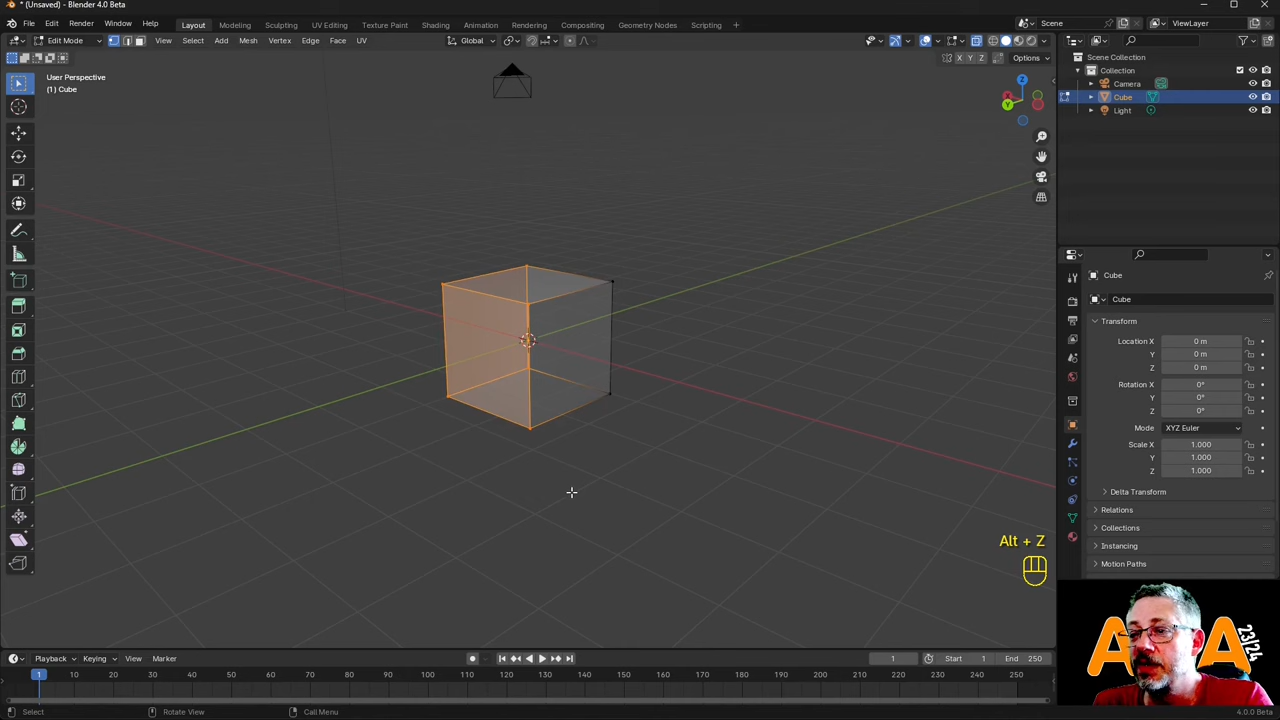 * (Unsaved) - Blender 4.0 Beta
File Edit Render Window Help Layout Modeling Sculpting UV Editing Texture Paint Shading Animation Rendering Compositing Geometry Nodes Scripting + Scene ViewLayer
Edit Mode View Select Add Mesh Vertex Edge Face UV Global
X Y Z Options
User Perspective
(1) Cube
Z
Y
Scene Collection
Collection
Camera
Cube
Light
Cube
Cube
Transform
Location X 0 m
Y 0 m
Z 0 m
Rotation X 0°
Y 0°
Z 0°
Mode XYZ Euler
Scale X 1.000
Y 1.000
Z 1.000
Delta Transform
Relations
Collections
Instancing
Motion Paths
Alt + Z
A A 23/24
Playback Keying View Marker 1 Start 1 End 250
1 10 20 30 40 50 60 70 80 90 100 110 120 130 140 150 160 170 180 190 200 210 220 230 240 250
Select Rotate View Call Menu 4.0.0 Beta